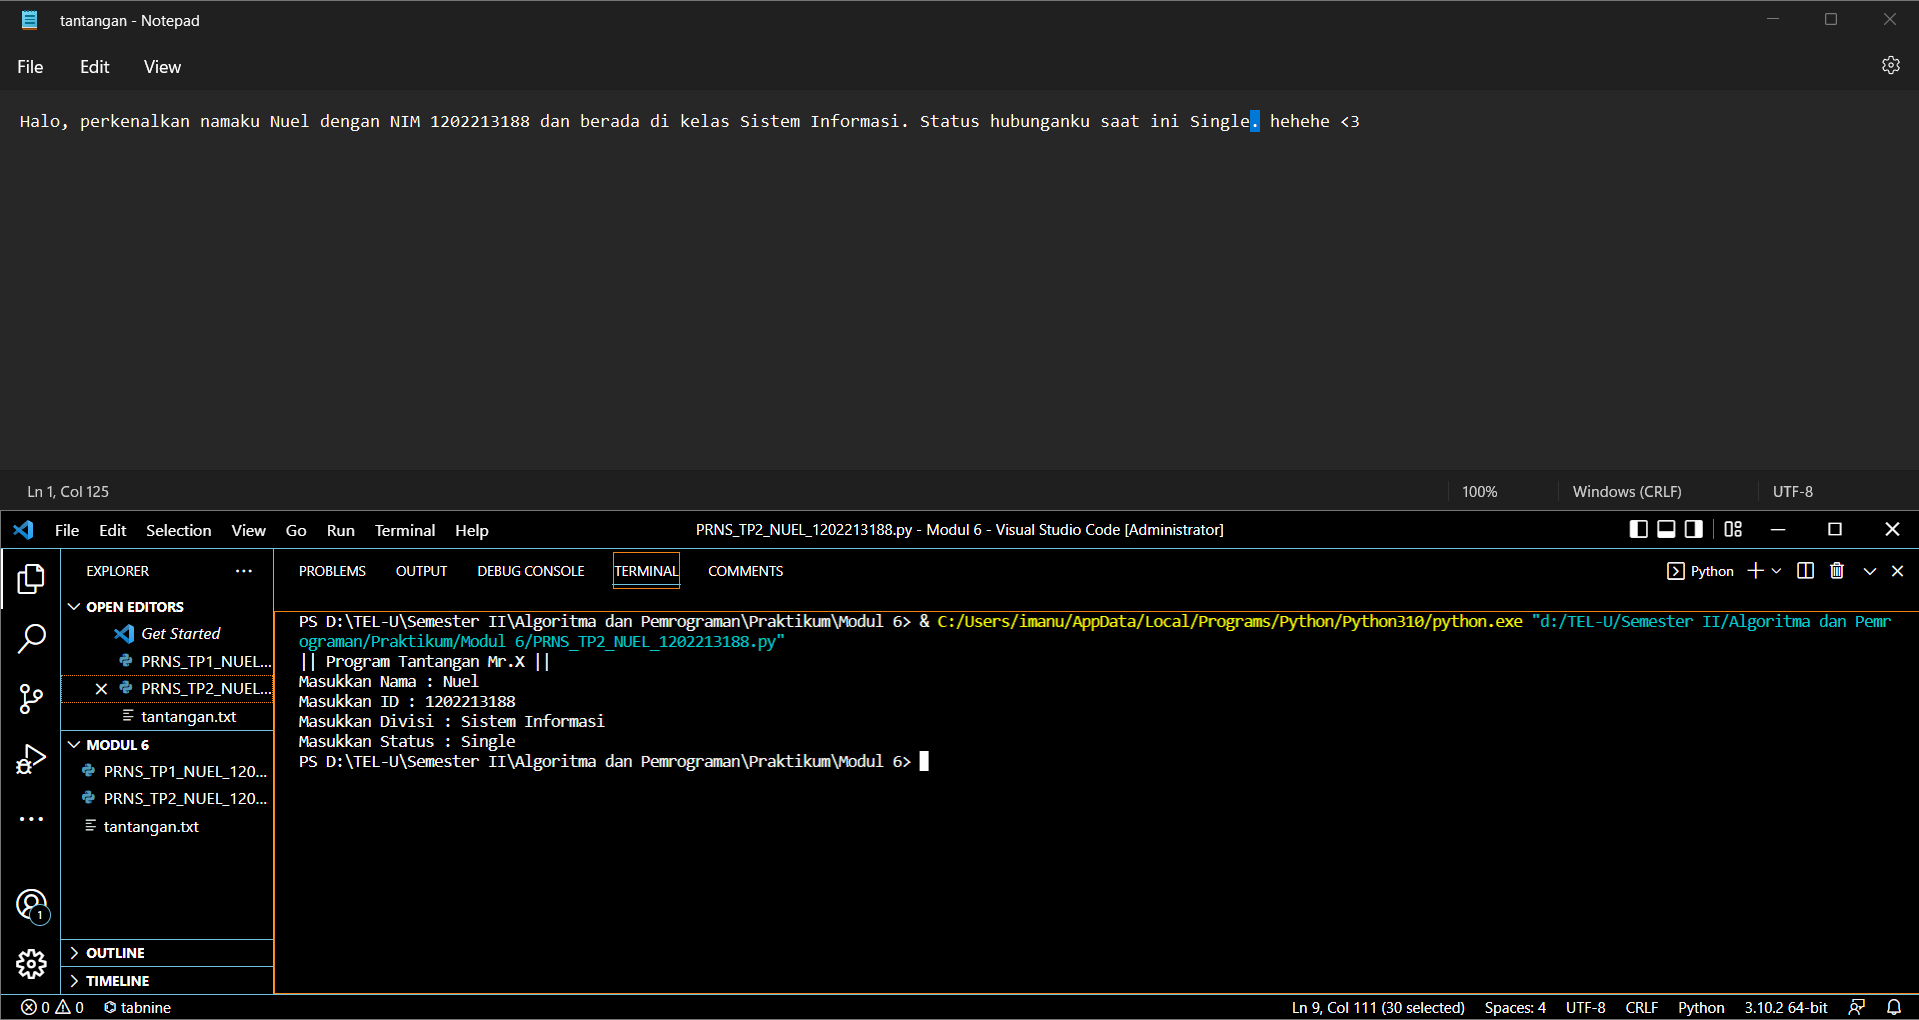 tantangan - Notepad
File Edit View
Halo, perkenalkan namaku Nuel dengan NIM 1202213188 dan berada di kelas Sistem Informasi. Status hubunganku saat ini Single. hehehe <3
Ln 1, Col 125 100% Windows (CRLF) UTF-8
File Edit Selection View Go Run Terminal Help PRNS_TP2_NUEL_1202213188.py - Modul 6 - Visual Studio Code [Administrator]
EXPLORER ...
OPEN EDITORS
Get Started
PRNS_TP1_NUEL...
PRNS_TP2_NUEL...
tantangan.txt
MODUL 6
PRNS_TP1_NUEL_120...
PRNS_TP2_NUEL_120...
tantangan.txt
OUTLINE
TIMELINE
1
PROBLEMS OUTPUT DEBUG CONSOLE TERMINAL COMMENTS Python
PS D:\TEL-U\Semester II\Algoritma dan Pemrograman\Praktikum\Modul 6> & C:/Users/imanu/AppData/Local/Programs/Python/Python310/python.exe "d:/TEL-U/Semester II/Algoritma dan Pemr
ograman/Praktikum/Modul 6/PRNS_TP2_NUEL_1202213188.py"
|| Program Tantangan Mr.X ||
Masukkan Nama : Nuel
Masukkan ID : 1202213188
Masukkan Divisi : Sistem Informasi
Masukkan Status : Single
PS D:\TEL-U\Semester II\Algoritma dan Pemrograman\Praktikum\Modul 6>
0 0 tabnine Ln 9, Col 111 (30 selected) Spaces: 4 UTF-8 CRLF Python 3.10.2 64-bit